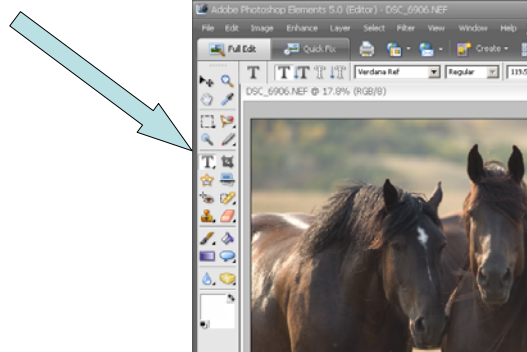 Adobe Photoshop Elements 5.0 (Editor) - DSC_6906.NEF
File Edit Image Enhance Layer Select Filter View Window Help
Full Edit Quick Fix Create
T T T T T Verdana Ref Regular
DSC_6906.NEF @ 17.8% (RGB/8)
T